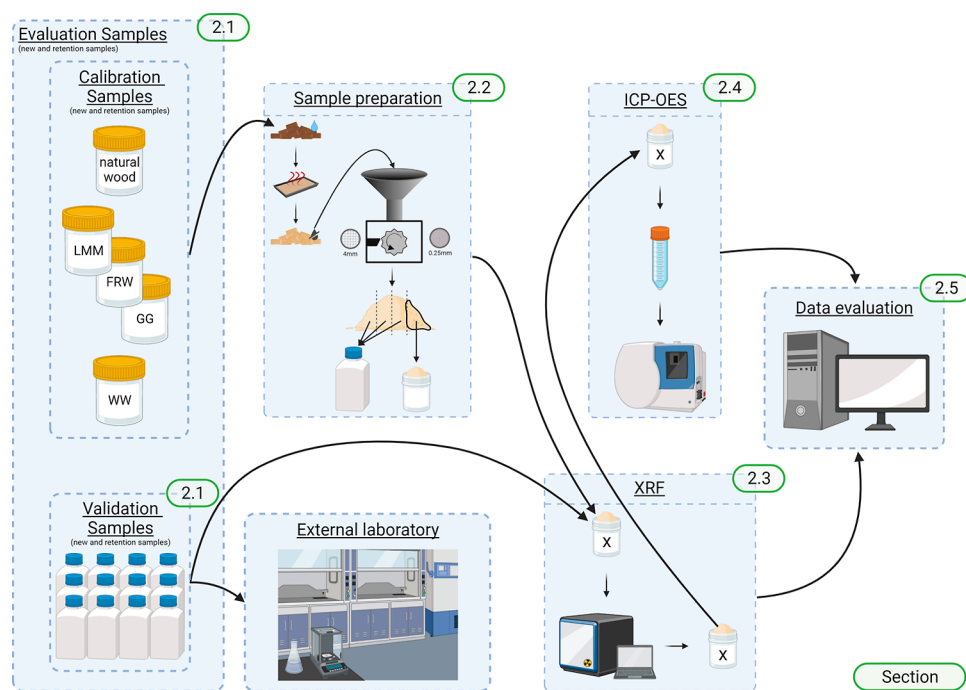 Evaluation Samples
(new and retention samples)
2.1
Calibration
Samples
(new and retention samples)
natural
wood
LMM
FRW
GG
WW
Validation
Samples
(new and retention samples)
2.1
Sample preparation
2.2
4mm
0.25mm
External laboratory
ICP-OES
2.4
X
XRF
2.3
X
X
Data evaluation
2.5
Section